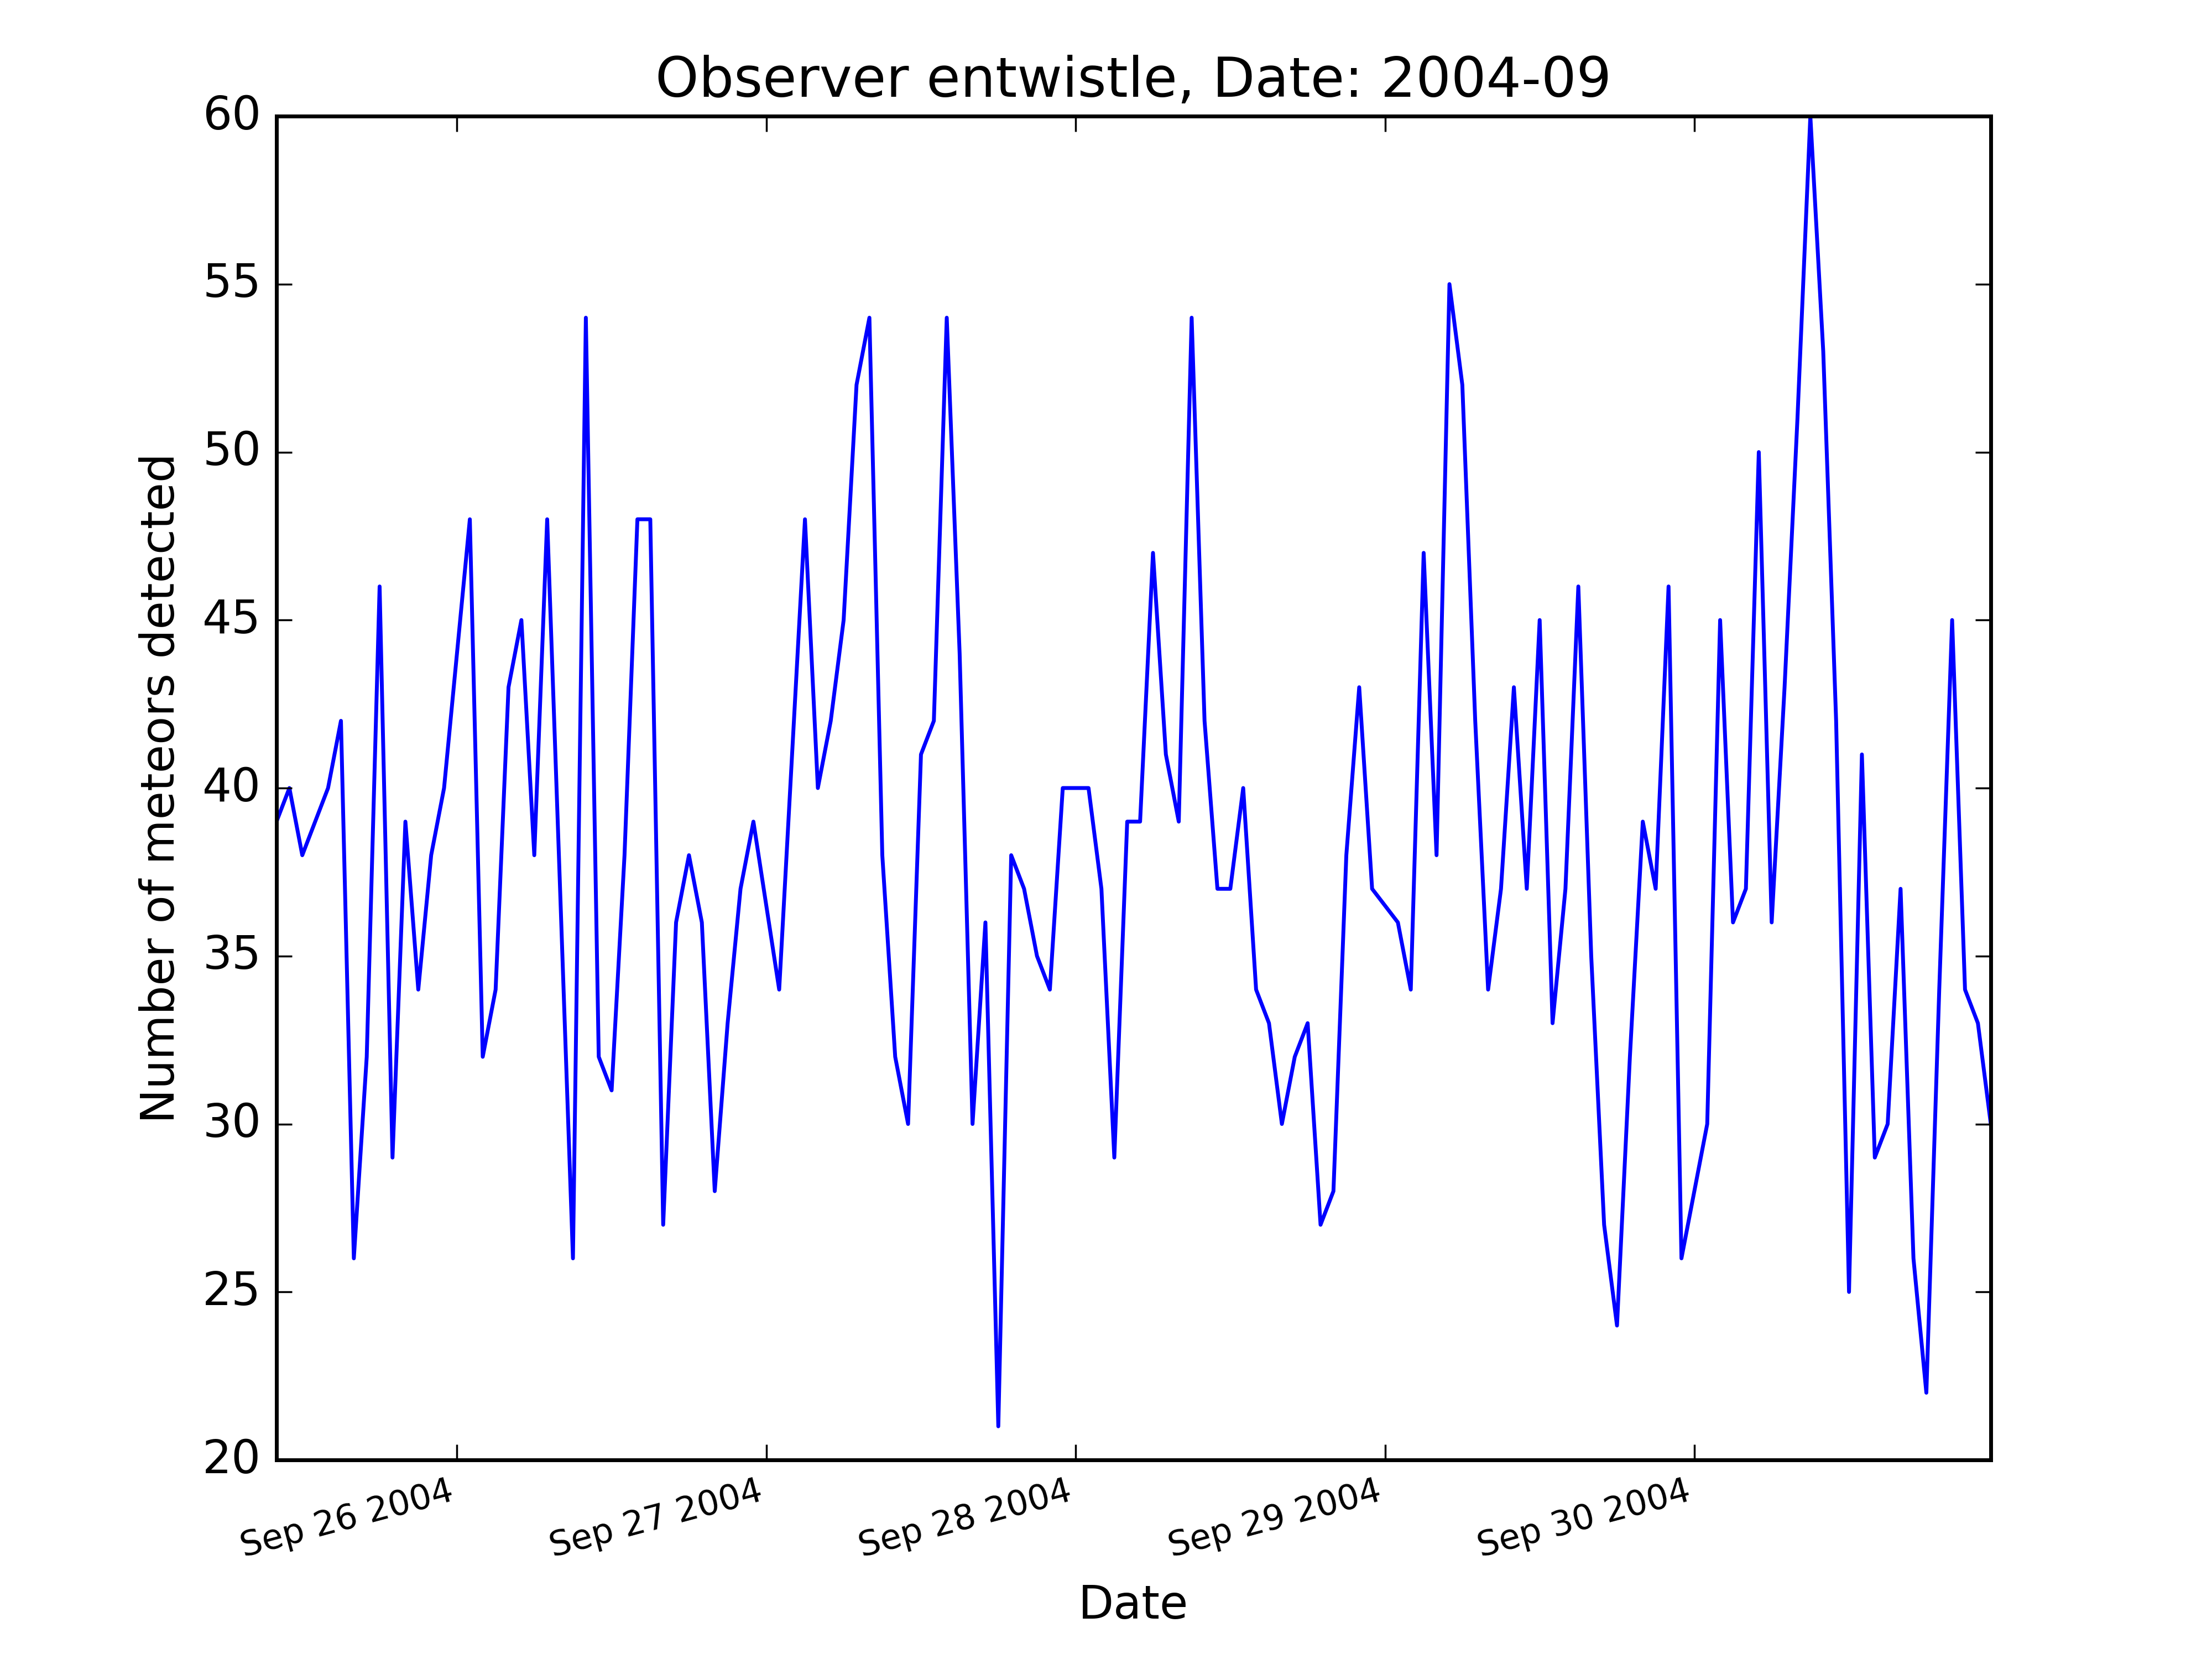 Observer entwistle, Date: 2004-09
60
55
50
45
40
35
30
25
20
Number of meteors detected
Sep 26 2004
Sep 27 2004
Sep 28 2004
Sep 29 2004
Sep 30 2004
Date